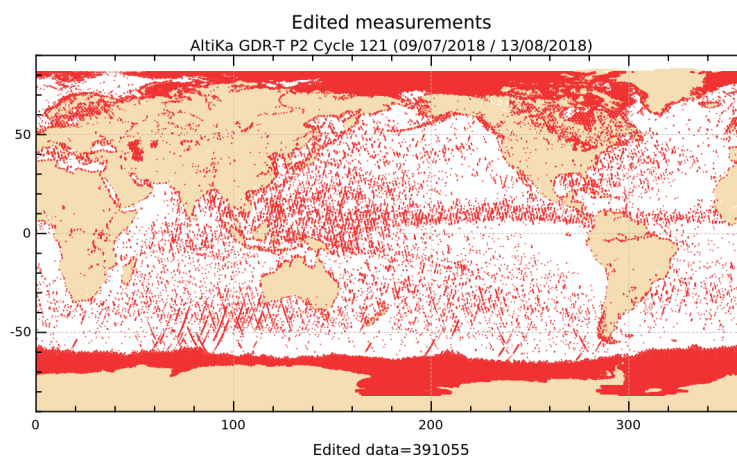 Edited measurements
AltiKa GDR-T P2 Cycle 121 (09/07/2018 / 13/08/2018)
50
0
-50
0 100 200 300
Edited data=391055